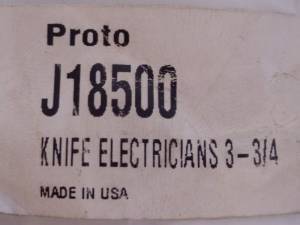 Proto
J18500
KNIFE ELECTRICIANS 3-3/4
MADE IN USA